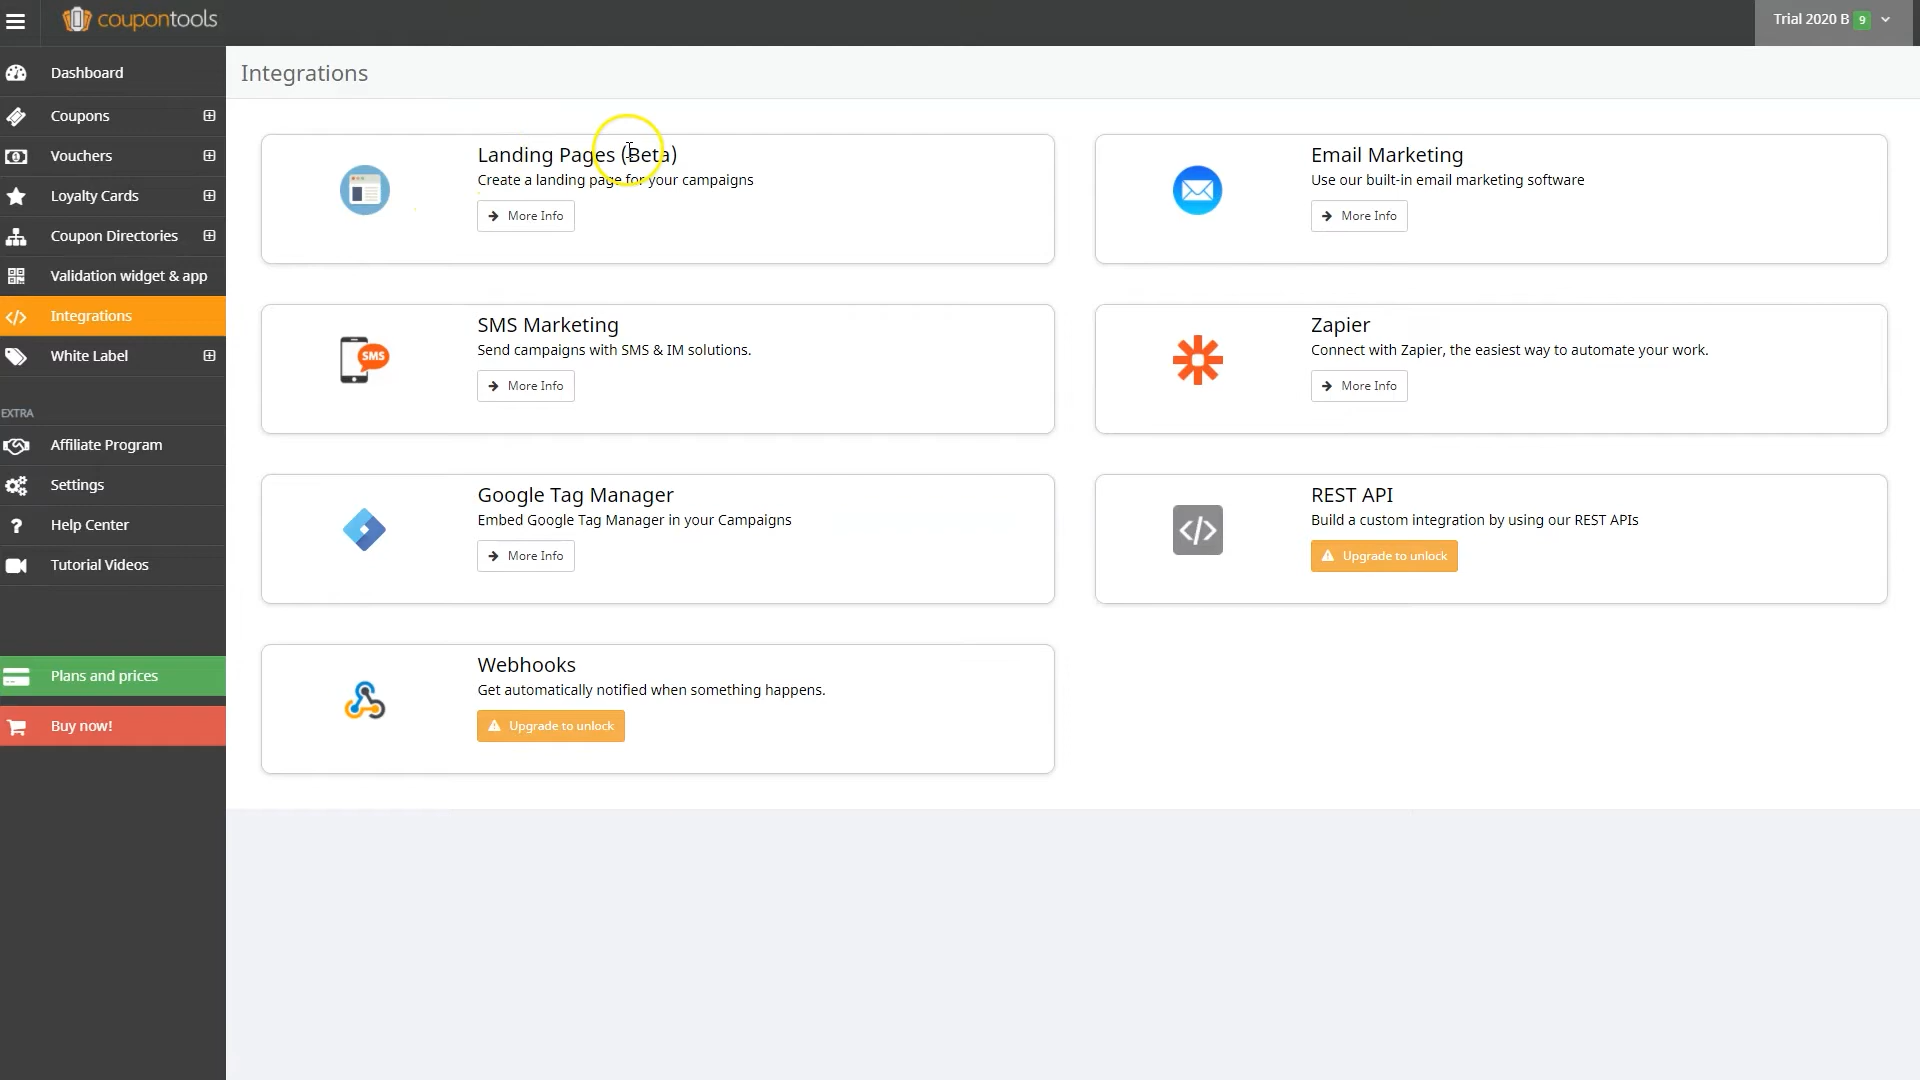 coupontools
Trial 2020 B 9
Dashboard
Coupons
Vouchers
Loyalty Cards
Coupon Directories
Validation widget & app
Integrations
White Label
EXTRA
Affiliate Program
Settings
Help Center
Tutorial Videos
Plans and prices
Buy now!
Integrations
Landing Pages (Beta)
Create a landing page for your campaigns
More Info
Email Marketing
Use our built-in email marketing software
More Info
SMS
SMS Marketing
Send campaigns with SMS & IM solutions.
More Info
Zapier
Connect with Zapier, the easiest way to automate your work.
More Info
Google Tag Manager
Embed Google Tag Manager in your Campaigns
More Info
REST API
Build a custom integration by using our REST APIs
Upgrade to unlock
Webhooks
Get automatically notified when something happens.
Upgrade to unlock